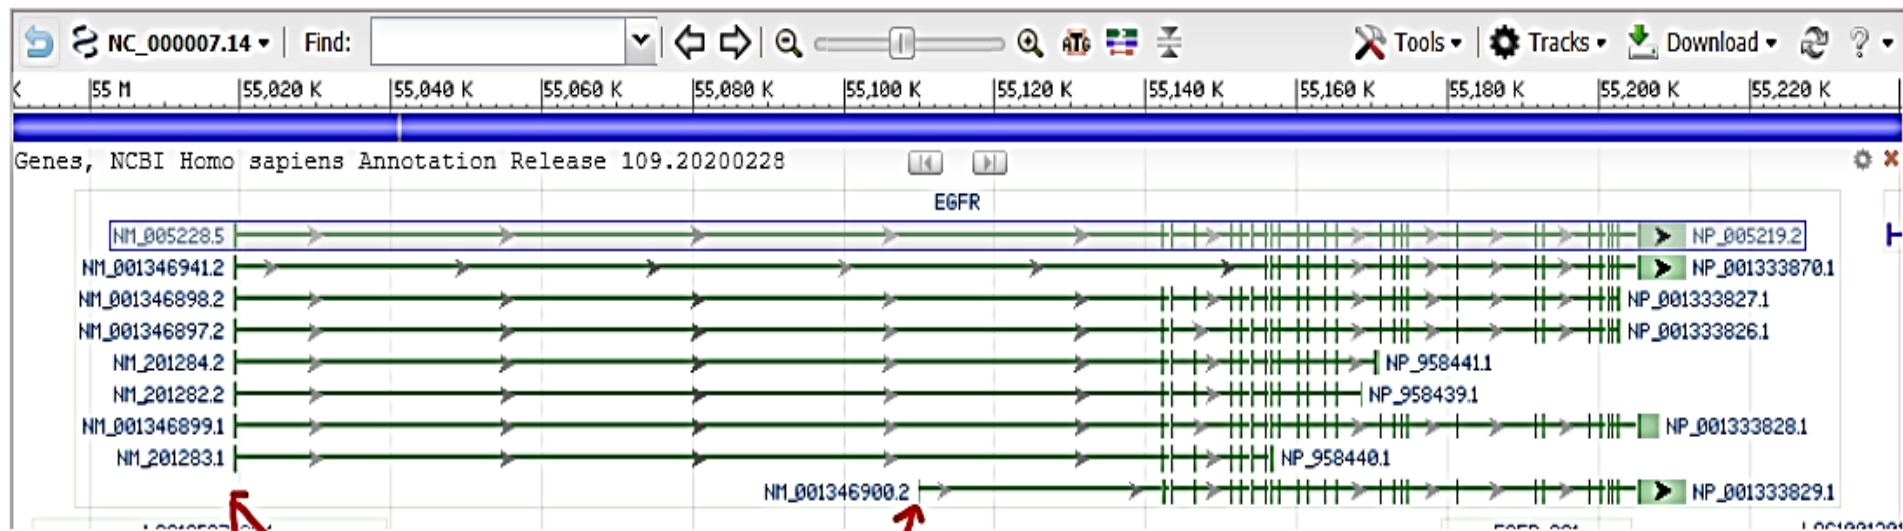 NC_000007.14 Find: ATG Tools Tracks Download ?
K 55 M 55,020 K 55,040 K 55,060 K 55,080 K 55,100 K 55,120 K 55,140 K 55,160 K 55,180 K 55,200 K 55,220 K
Genes, NCBI Homo sapiens Annotation Release 109.20200228
EGFR
NM_005228.5 NP_005219.2
NM_001346941.2 NP_001333870.1
NM_001346898.2 NP_001333827.1
NM_001346897.2 NP_001333826.1
NM_201284.2 NP_958441.1
NM_201282.2 NP_958439.1
NM_001346899.1 NP_001333828.1
NM_201283.1 NP_958440.1
NM_001346900.2 NP_001333829.1